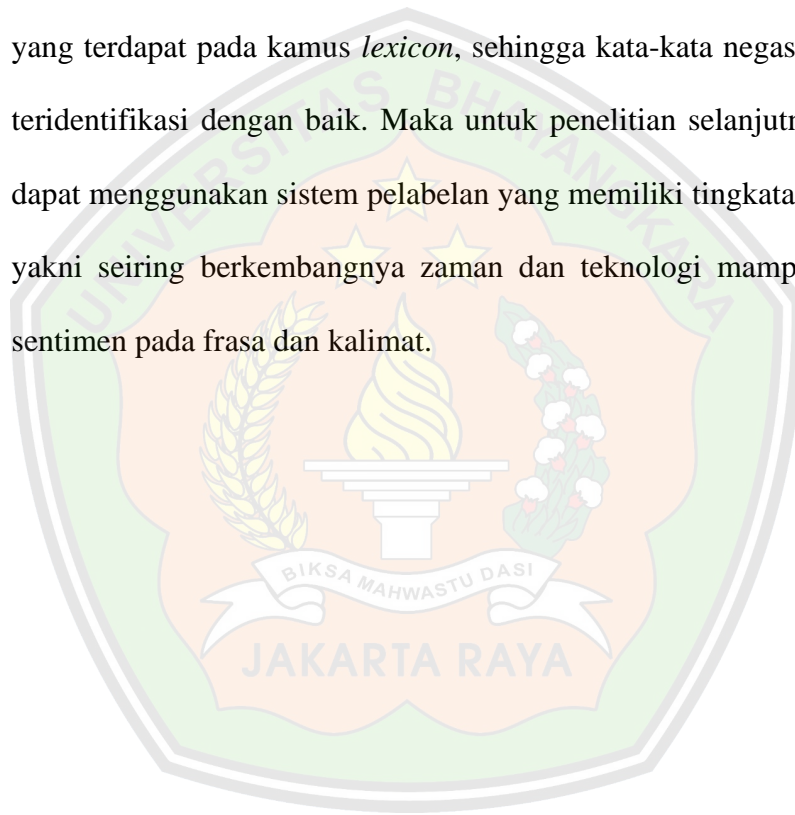 yang terdapat pada kamus lexicon, sehingga kata-kata negas
teridentifikasi dengan baik. Maka untuk penelitian selanjutn
dapat menggunakan sistem pelabelan yang memiliki tingkata
yakni seiring berkembangnya zaman dan teknologi mamp
sentimen pada frasa dan kalimat.
UNIVERSITAS BHAYANGKARA
BIKSA MAHWASTU DASI
JAKARTA RAYA